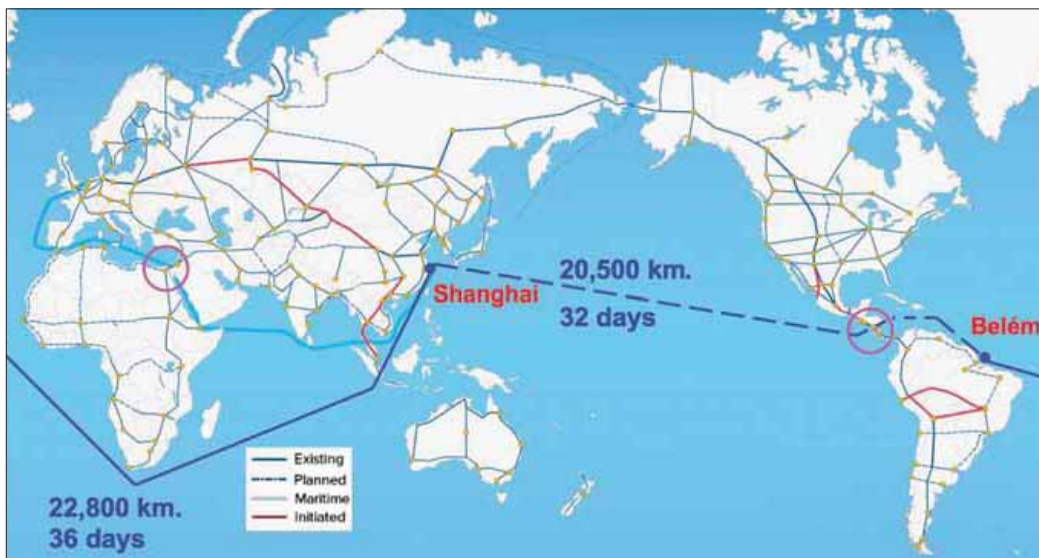 20,500 km.
Shanghai
32 days
Belém
Existing
Planned
Maritime
Initiated
22,800 km.
36 days